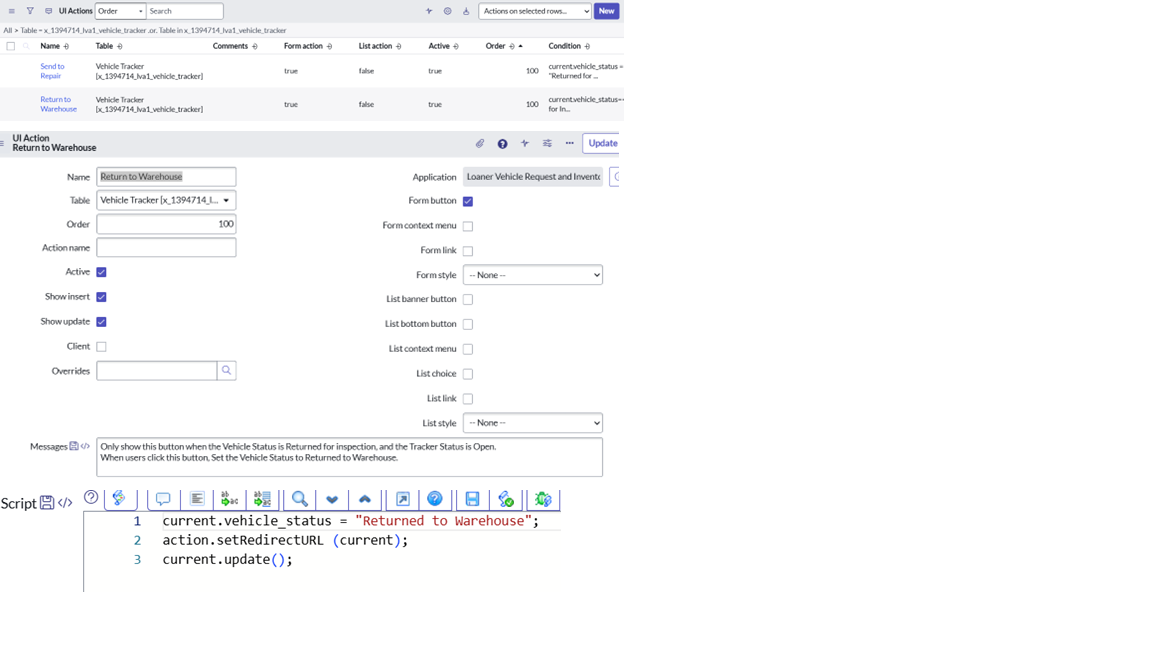 UI Actions Order Search Actions on selected rows... New
All > Table = x_1394714_lva1_vehicle_tracker .or. Table in x_1394714_lva1_vehicle_tracker
Name Table Comments Form action List action Active Order Condition
Send to Repair Vehicle Tracker [x_1394714_lva1_vehicle_tracker] true false true 100 current.vehicle_status = "Returned for ...
Return to Warehouse Vehicle Tracker [x_1394714_lva1_vehicle_tracker] true false true 100 current.vehicle_status= for In...
UI Action
Return to Warehouse
Update
Name Return to Warehouse
Table Vehicle Tracker [x_1394714_l...
Order 100
Action name
Active
Show insert
Show update
Client
Overrides
Application Loaner Vehicle Request and Invento
Form button
Form context menu
Form link
Form style -- None --
List banner button
List bottom button
List context menu
List choice
List link
List style -- None --
Messages Only show this button when the Vehicle Status is Returned for inspection, and the Tracker Status is Open.
When users click this button, Set the Vehicle Status to Returned to Warehouse.
Script
1 current.vehicle_status = "Returned to Warehouse";
2 action.setRedirectURL (current);
3 current.update();